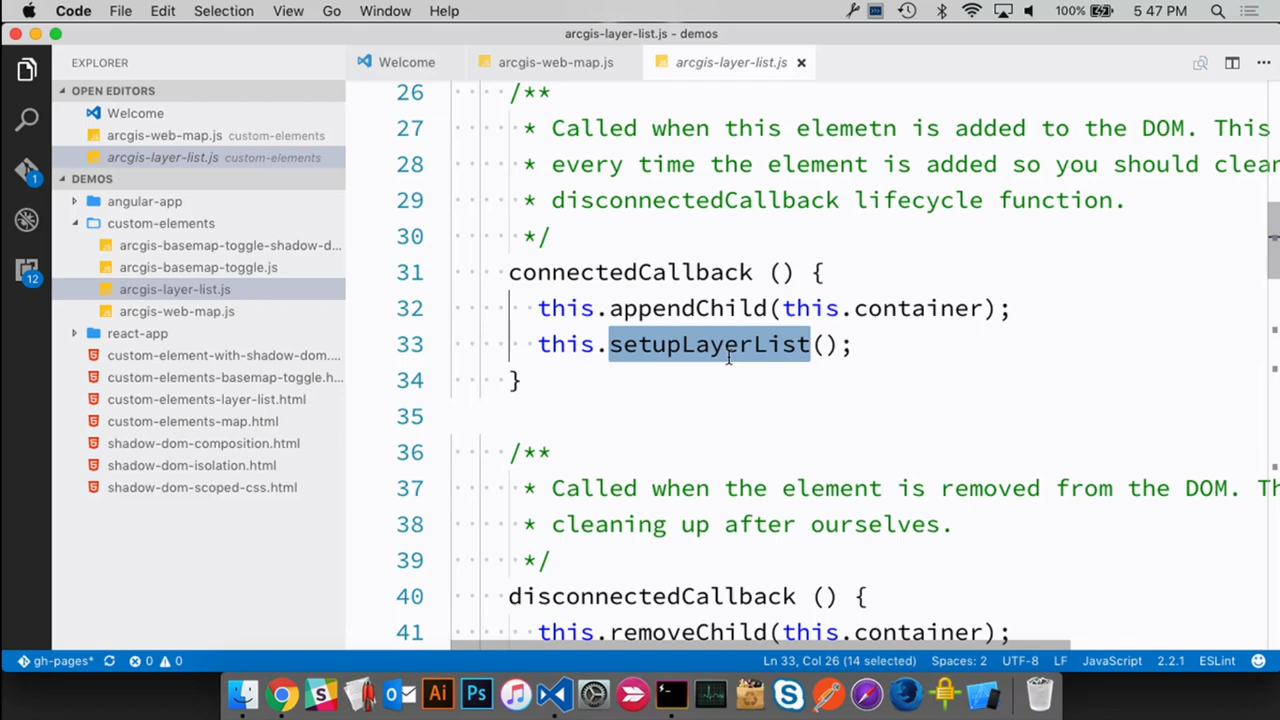 Code File Edit Selection View Go Window Help 100% 5:47 PM
arcgis-layer-list.js - demos
EXPLORER
Welcome arcgis-web-map.js arcgis-layer-list.js
OPEN EDITORS
Welcome
arcgis-web-map.js custom-elements
arcgis-layer-list.js custom-elements
DEMOS
angular-app
custom-elements
arcgis-basemap-toggle-shadow-d...
arcgis-basemap-toggle.js
arcgis-layer-list.js
arcgis-web-map.js
react-app
custom-element-with-shadow-dom....
custom-elements-basemap-toggle.h...
custom-elements-layer-list.html
custom-elements-map.html
shadow-dom-composition.html
shadow-dom-isolation.html
shadow-dom-scoped-css.html
1
12
26 /**
27 * Called when this elemetn is added to the DOM. This
28 * every time the element is added so you should clean
29 * disconnectedCallback lifecycle function.
30 */
31 connectedCallback () {
32 this.appendChild(this.container);
33 this.setupLayerList();
34 }
35
36 /**
37 * Called when the element is removed from the DOM. Th
38 * cleaning up after ourselves.
39 */
40 disconnectedCallback () {
41 this.removeChild(this.container);
gh-pages* 0 0 Ln 33, Col 26 (14 selected) Spaces: 2 UTF-8 LF JavaScript 2.2.1 ESLint
Ai Ps